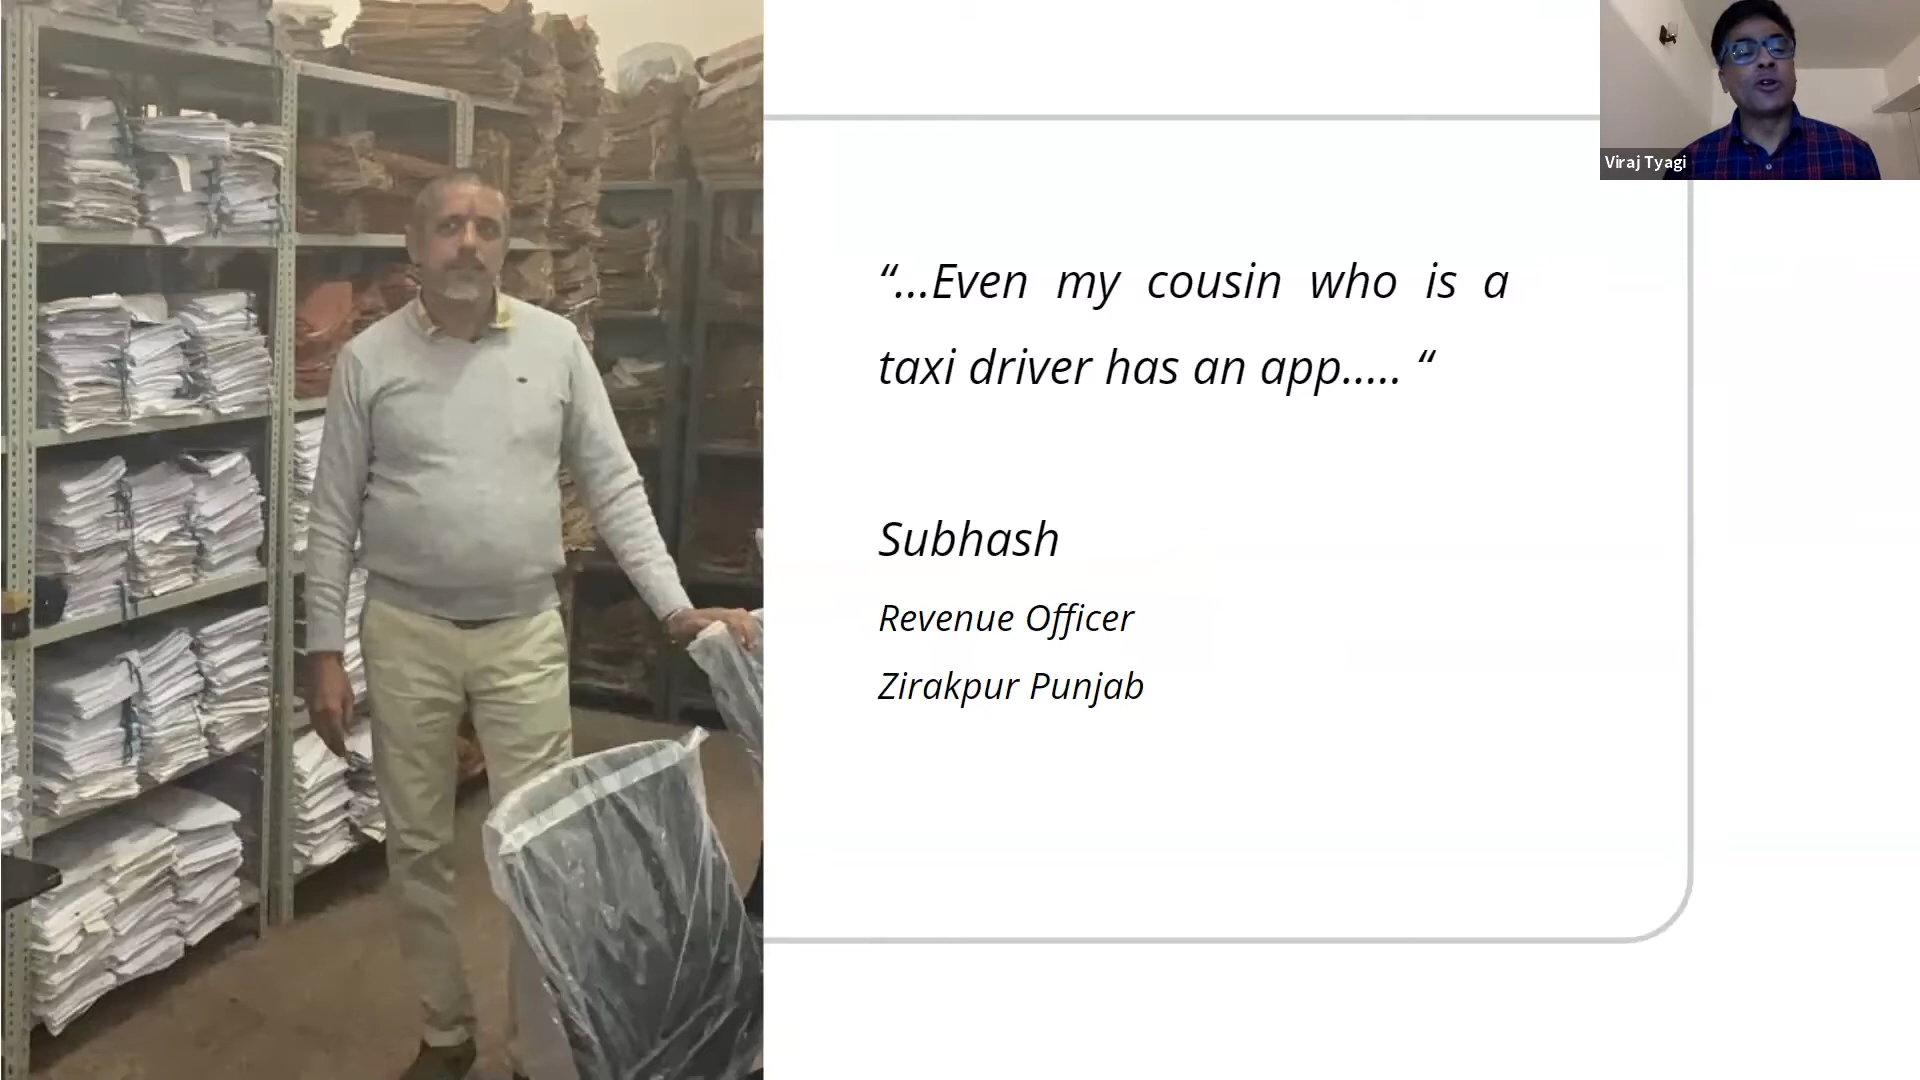 “...Even my cousin who is a
taxi driver has an app..... “
Subhash
Revenue Officer
Zirakpur Punjab
Viraj Tyagi